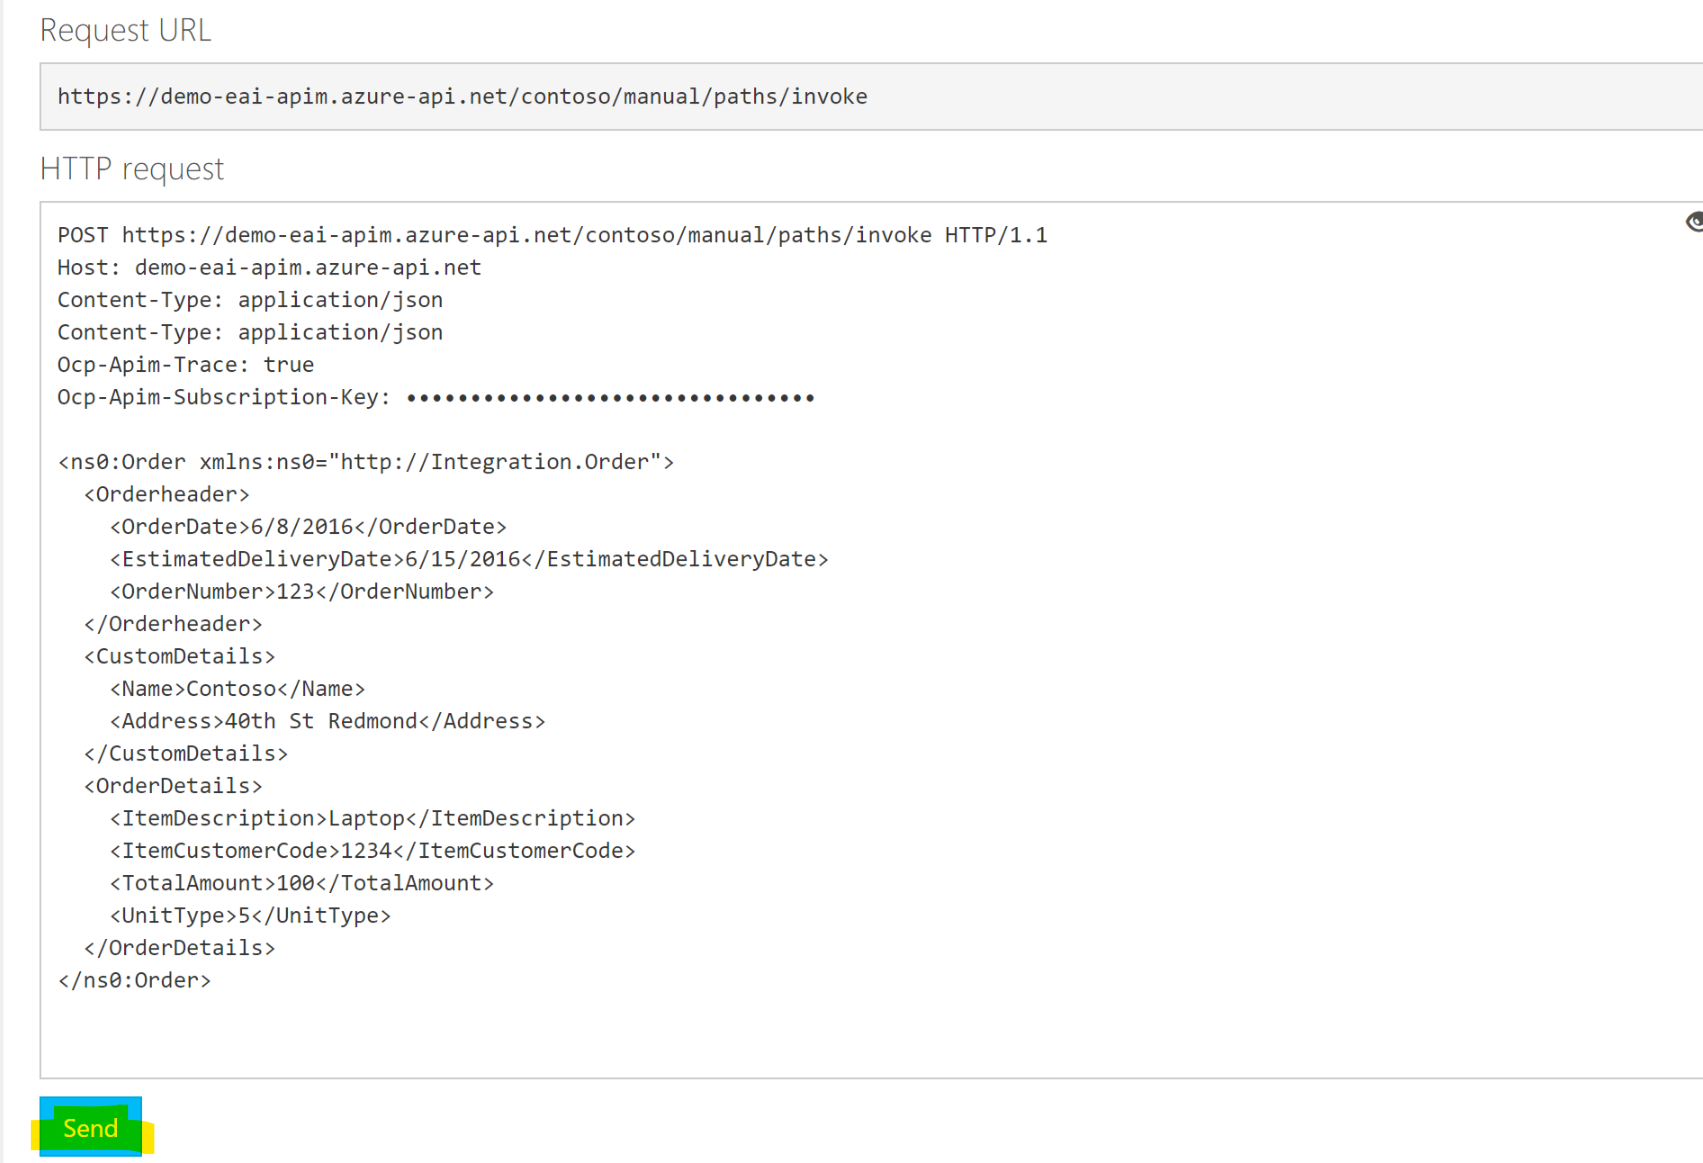 Request URL
https://demo-eai-apim.azure-api.net/contoso/manual/paths/invoke
HTTP request
POST https://demo-eai-apim.azure-api.net/contoso/manual/paths/invoke HTTP/1.1
Host: demo-eai-apim.azure-api.net
Content-Type: application/json
Content-Type: application/json
Ocp-Apim-Trace: true
Ocp-Apim-Subscription-Key: ••••••••••••••••••••••••••••••••
<ns0:Order xmlns:ns0="http://Integration.Order">
  <Orderheader>
    <OrderDate>6/8/2016</OrderDate>
    <EstimatedDeliveryDate>6/15/2016</EstimatedDeliveryDate>
    <OrderNumber>123</OrderNumber>
  </Orderheader>
  <CustomDetails>
    <Name>Contoso</Name>
    <Address>40th St Redmond</Address>
  </CustomDetails>
  <OrderDetails>
    <ItemDescription>Laptop</ItemDescription>
    <ItemCustomerCode>1234</ItemCustomerCode>
    <TotalAmount>100</TotalAmount>
    <UnitType>5</UnitType>
  </OrderDetails>
</ns0:Order>
Send